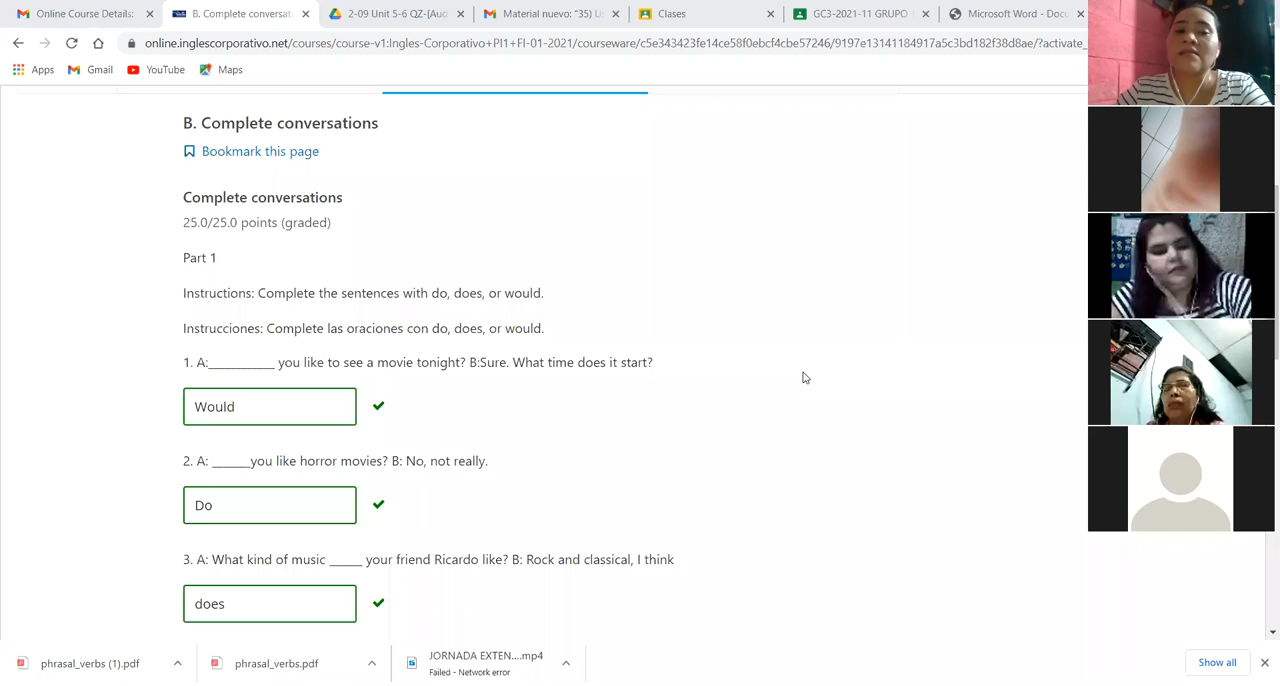 Online Course Details:
B. Complete conversati
2-09 Unit 5-6 QZ-[Aud
Material nuevo: "35) U
Clases
GC3-2021-11 GRUPO
Microsoft Word - Docu
online.inglescorporativo.net/courses/course-v1:Ingles-Corporativo+PI1+FI-01-2021/courseware/c5e343423fe14ce58f0ebcf4cbe57246/9197e13141184917a5c3bd182f38d8ae/?activate_
Apps
Gmail
YouTube
Maps
B. Complete conversations
Bookmark this page
Complete conversations
25.0/25.0 points (graded)
Part 1
Instructions: Complete the sentences with do, does, or would.
Instrucciones: Complete las oraciones con do, does, or would.
1. A:__________ you like to see a movie tonight? B:Sure. What time does it start?
Would
2. A: ______you like horror movies? B: No, not really.
Do
3. A: What kind of music _____ your friend Ricardo like? B: Rock and classical, I think
does
phrasal_verbs (1).pdf
phrasal_verbs.pdf
JORNADA EXTEN....mp4
Failed - Network error
Show all